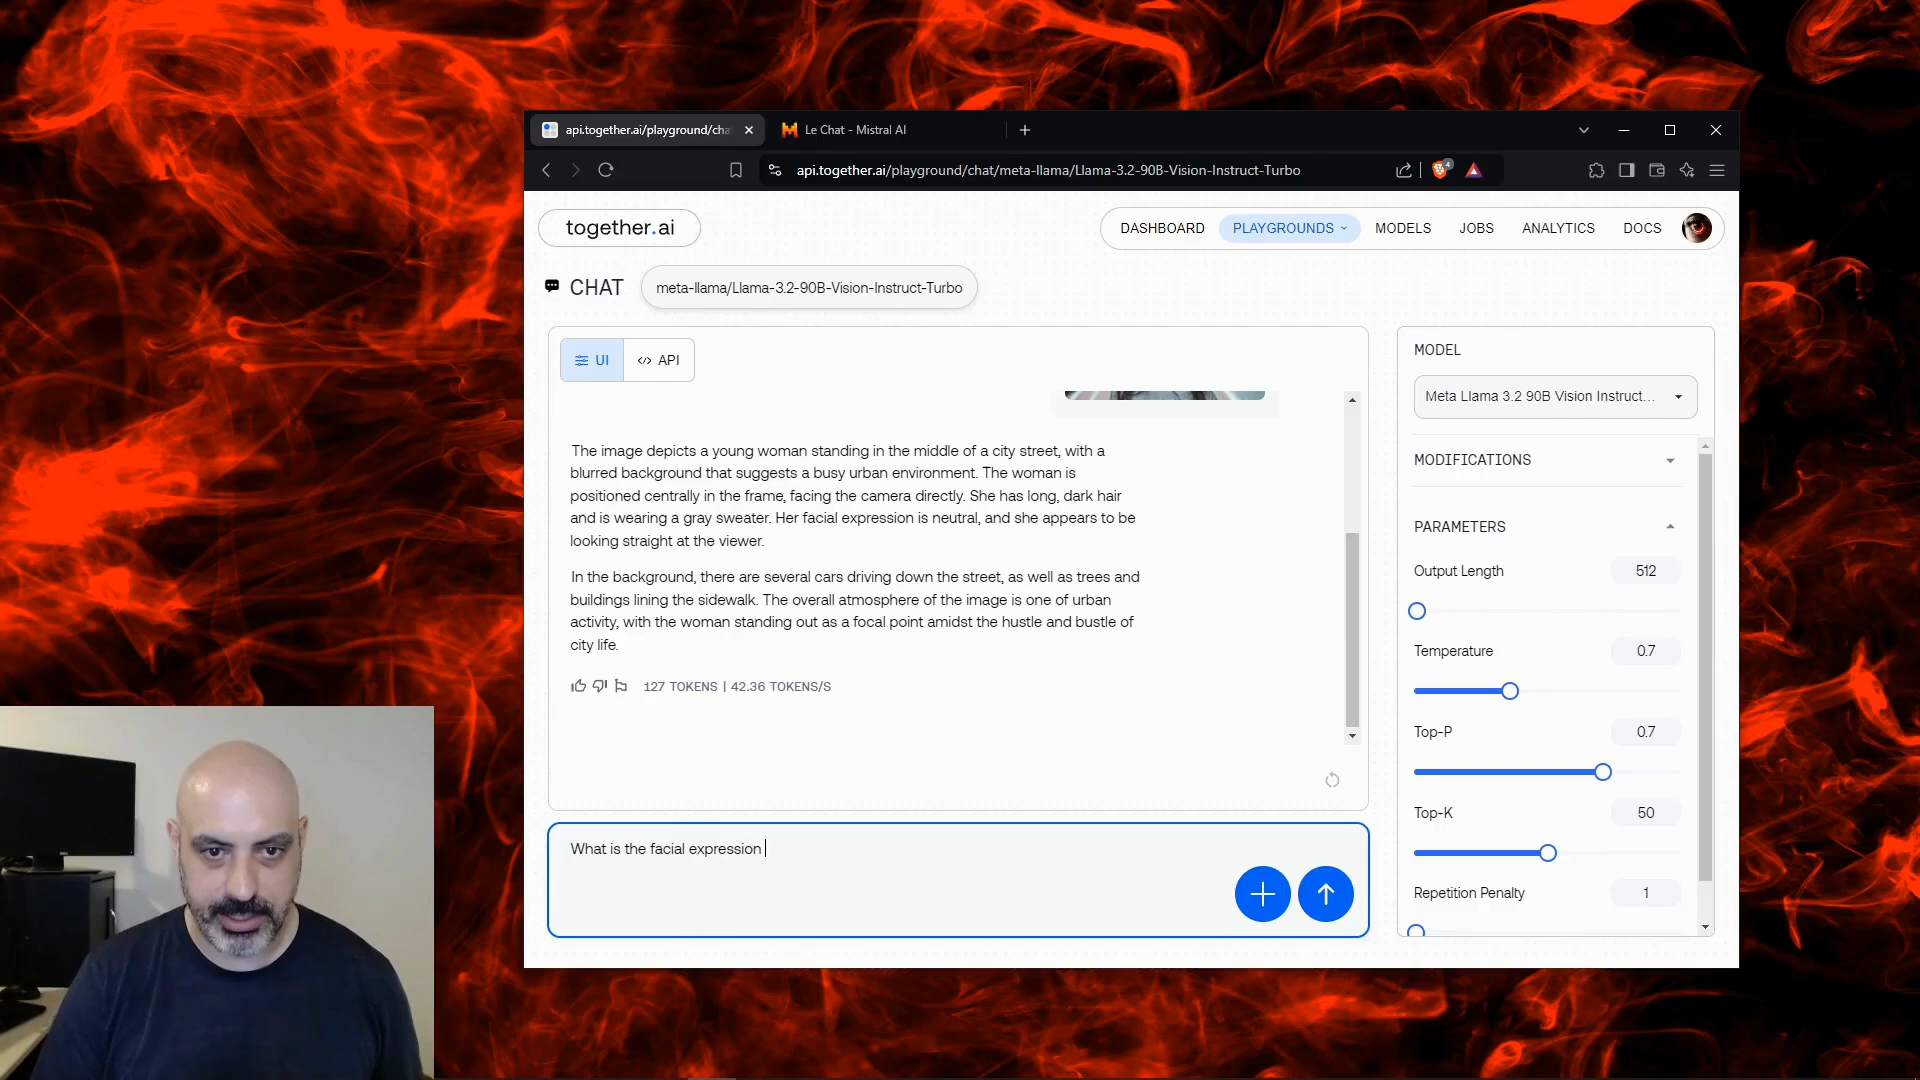 api.together.ai/playground/cha
Le Chat - Mistral AI
api.together.ai/playground/chat/meta-llama/Llama-3.2-90B-Vision-Instruct-Turbo
4
together.ai
DASHBOARD
PLAYGROUNDS
MODELS
JOBS
ANALYTICS
DOCS
CHAT
meta-llama/Llama-3.2-90B-Vision-Instruct-Turbo
UI
API
The image depicts a young woman standing in the middle of a city street, with a
blurred background that suggests a busy urban environment. The woman is
positioned centrally in the frame, facing the camera directly. She has long, dark hair
and is wearing a gray sweater. Her facial expression is neutral, and she appears to be
looking straight at the viewer.
In the background, there are several cars driving down the street, as well as trees and
buildings lining the sidewalk. The overall atmosphere of the image is one of urban
activity, with the woman standing out as a focal point amidst the hustle and bustle of
city life.
127 TOKENS | 42.36 TOKENS/S
What is the facial expression
MODEL
Meta Llama 3.2 90B Vision Instruct...
MODIFICATIONS
PARAMETERS
Output Length 512
Temperature 0.7
Top-P 0.7
Top-K 50
Repetition Penalty 1